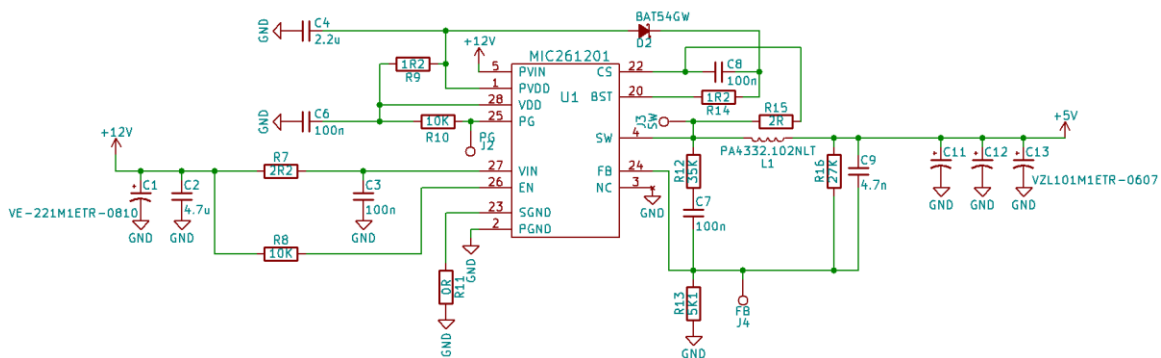 BAT54GW
D2
GND
C4
2.2u
+12V
MIC261201
1R2
R9
5
PVIN
CS
22
C8
100n
1
PVDD
U1
28
VDD
BST
20
1R2
R14
GND
C6
100n
25
PG
10K
R10
PG
J2
J3
SW
R15
2R
+5V
SW
4
PA4332.102NLT
L1
+12V
R7
2R2
27
VIN
FB
24
R12
35K
R16
27K
C9
4.7n
C11
C12
C13
VZL101M1ETR-0607
26
EN
NC
3
GND
C1
C2
4.7u
C3
100n
VE-221M1ETR-0810
GND
GND
GND
GND
GND
GND
23
SGND
2
PGND
C7
100n
R8
10K
GND
0R
R11
GND
R13
5K1
GND
FB
J4